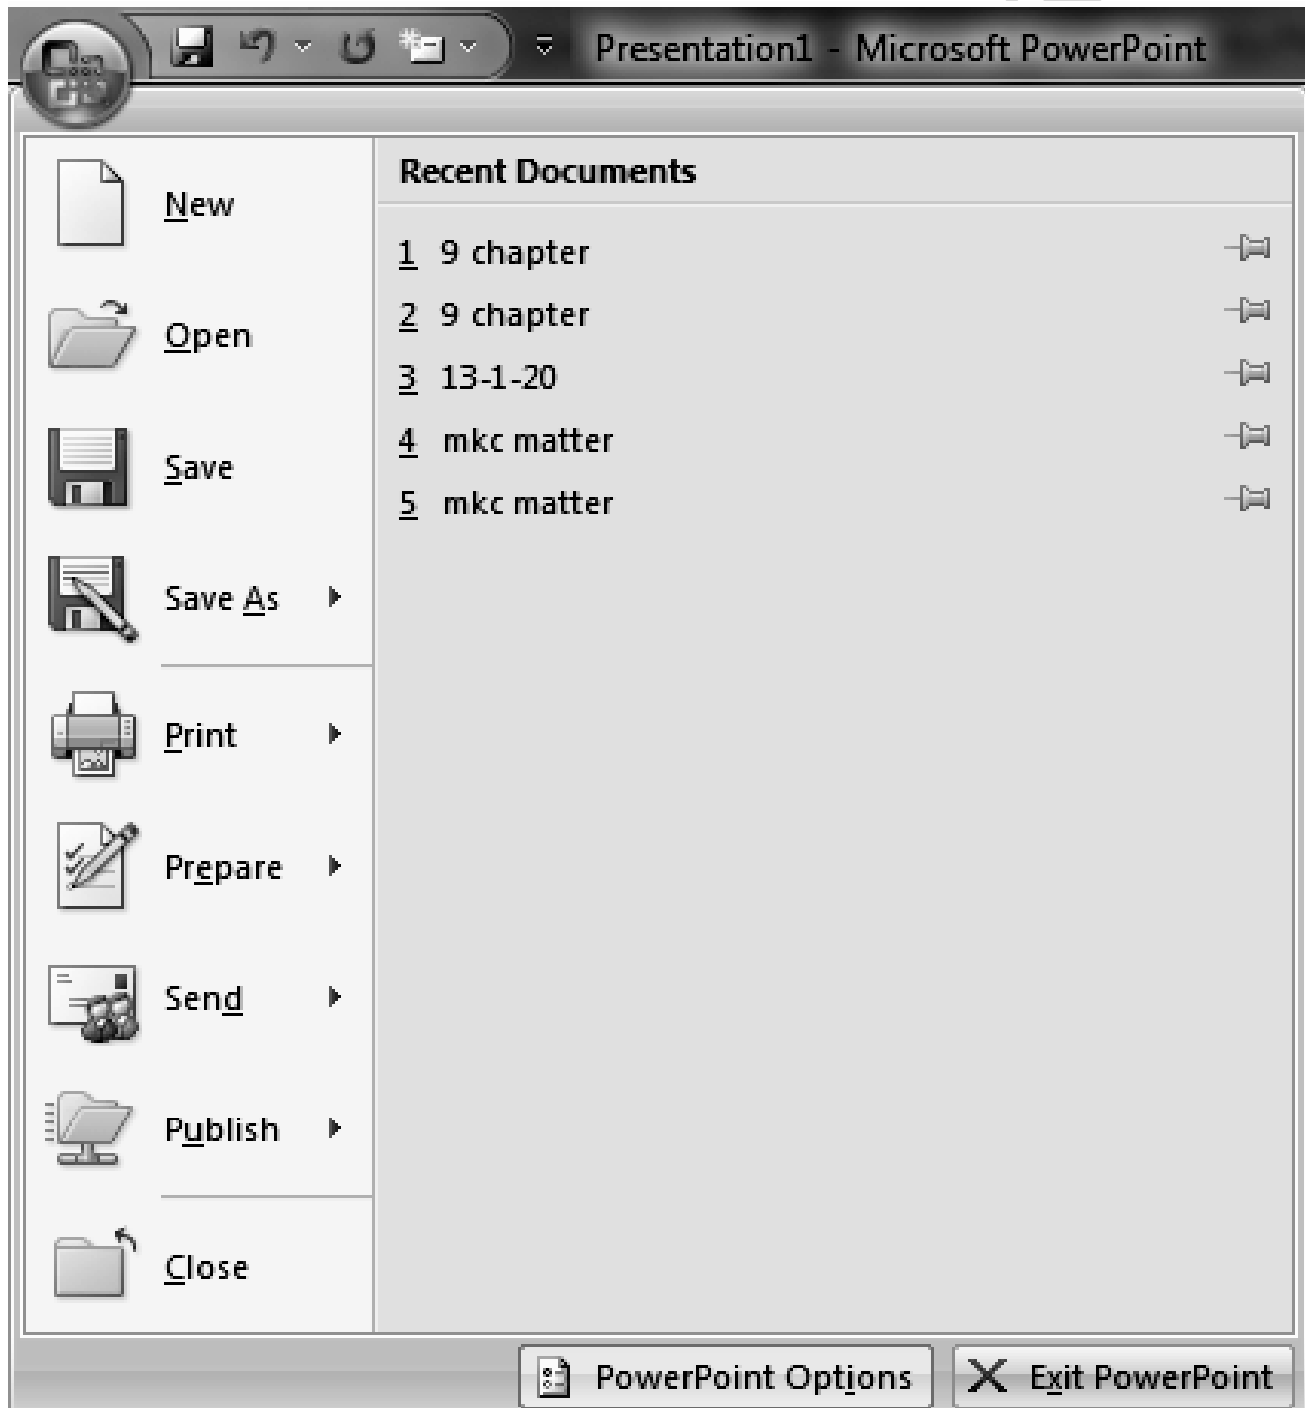 Presentation1 - Microsoft PowerPoint
Recent Documents
New
1 9 chapter
2 9 chapter
Open
3 13-1-20
4 mkc matter
Save
5 mkc matter
Save As
Print
Prepare
Send
Publish
Close
PowerPoint Options
Exit PowerPoint